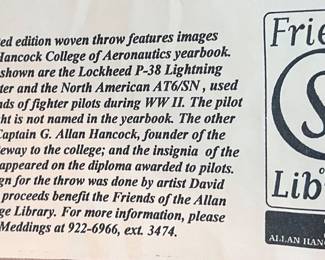 ed edition woven throw features images
Hancock College of Aeronautics yearbook.
shown are the Lockheed P-38 Lightning
ter and the North American AT6/SN , used
nds of fighter pilots during WW II. The pilot
ht is not named in the yearbook. The other
Captain G. Allan Hancock, founder of the
teway to the college; and the insignia of the
appeared on the diploma awarded to pilots.
ign for the throw was done by artist David
proceeds benefit the Friends of the Allan
ge Library. For more information, please
Meddings at 922-6966, ext. 3474.
Frie
S
Lib
ALLAN HANC